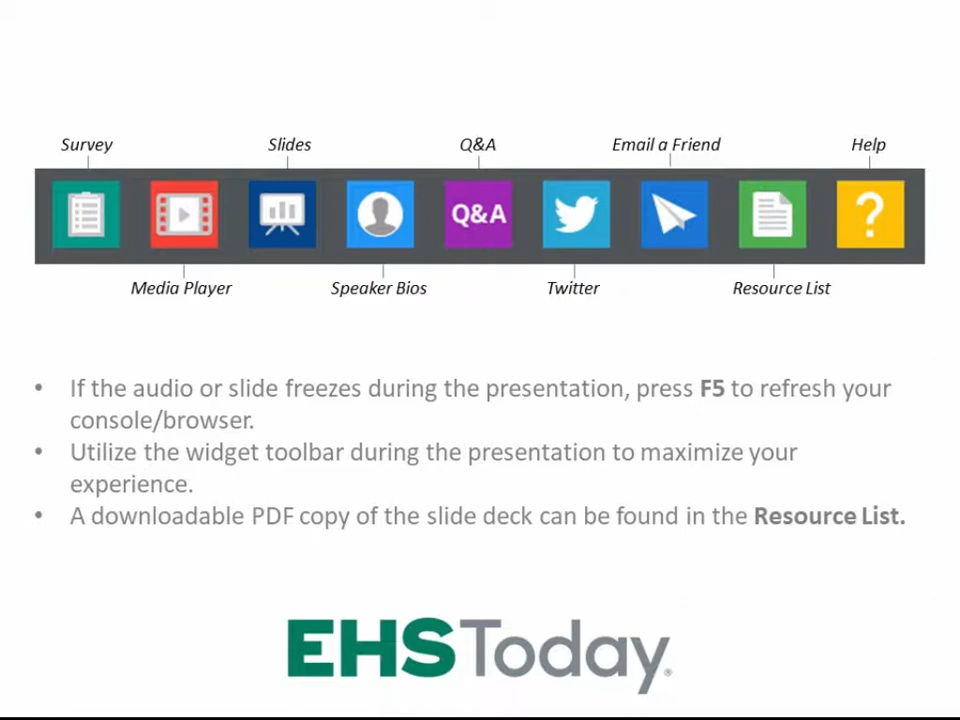 Survey Slides Q&A Email a Friend Help
Q&A
Media Player Speaker Bios Twitter Resource List
• If the audio or slide freezes during the presentation, press F5 to refresh your
console/browser.
• Utilize the widget toolbar during the presentation to maximize your
experience.
• A downloadable PDF copy of the slide deck can be found in the Resource List.
EHSToday®